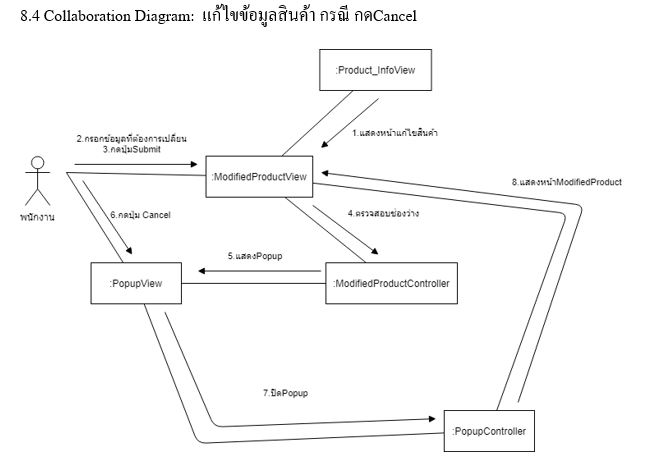 8.4 Collaboration Diagram: แก้ไขข้อมูลสินค้า กรณี กดCancel
:Product_InfoView
1.แสดงหน้าแก้ไขสินค้า
2.กรอกข้อมูลที่ต้องการเปลี่ยน
3.กดปุ่มSubmit
:ModifiedProductView
8.แสดงหน้าModifiedProduct
พนักงาน
6.กดปุ่ม Cancel
4.ตรวจสอบช่องว่าง
5.แสดงPopup
:PopupView
:ModifiedProductController
7.ปิดPopup
:PopupController